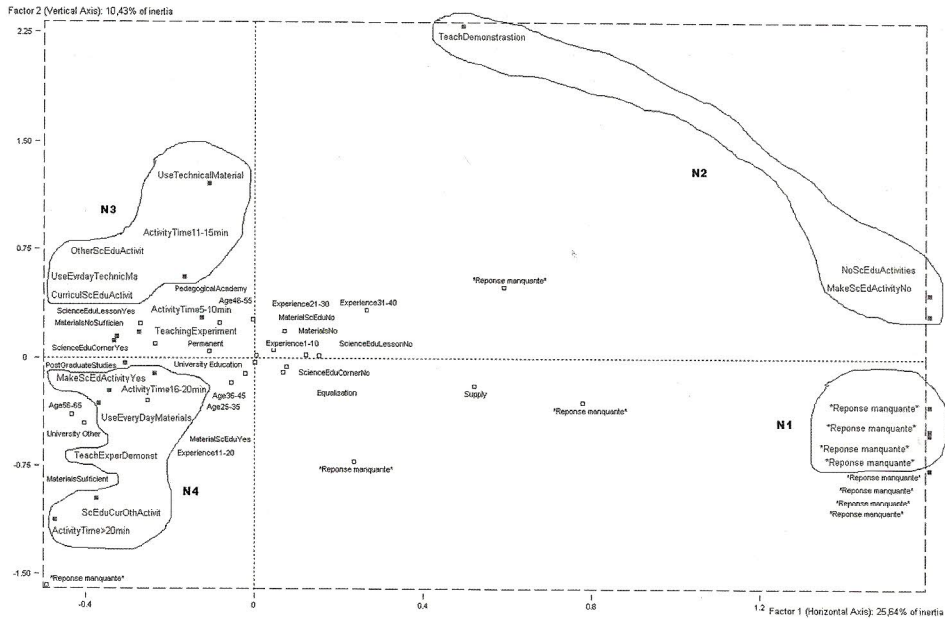 Factor 2 (Vertical Axis): 10,43% of inertia
2.25
TeachDemonstrastion
1.50
UseTechnicalMaterial
N2
N3
ActivityTime11-15min
0.75
OtherScEduActivit
NoScEduActivities
UseEvrdayTechnicMa
*Reponse manquante*
Pedagogical Academy
MakeScEdActivityNo
CurriculScEduActivit
Age46-55
Experience21-30
Experience31-40
ScienceEduLessonYes
ActivityTime5-10min
MaterialScEduNo
MaterialsNoSufficien
TeachingExperiment
MaterialsNo
ScienceEduCornerYes
Permanent
Experience1-10
ScienceEduLessonNo
0
PostGraduateStudies
University Education
ScienceEduCornerNo
MakeScEdActivityYes
ActivityTime16-20min
Age36-45
Equalisation
Supply
Age56-65
UseEveryDayMaterials
Age25-35
*Reponse manquante*
*Reponse manquante*
University Other
MaterialScEduYes
N1
*Reponse manquante*
TeachExperDemonst
Experience11-20
*Reponse manquante*
-0.75
*Reponse manquante*
*Reponse manquante*
MaterialsSufficient
N4
*Reponse manquante*
*Reponse manquante*
ScEduCurOthActivit
*Reponse manquante*
*Reponse manquante*
ActivityTime>20min
-1.50
*Reponse manquante*
-0.4
0
0.4
0.8
1.2
Factor 1 (Horizontal Axis): 25,64% of inertia